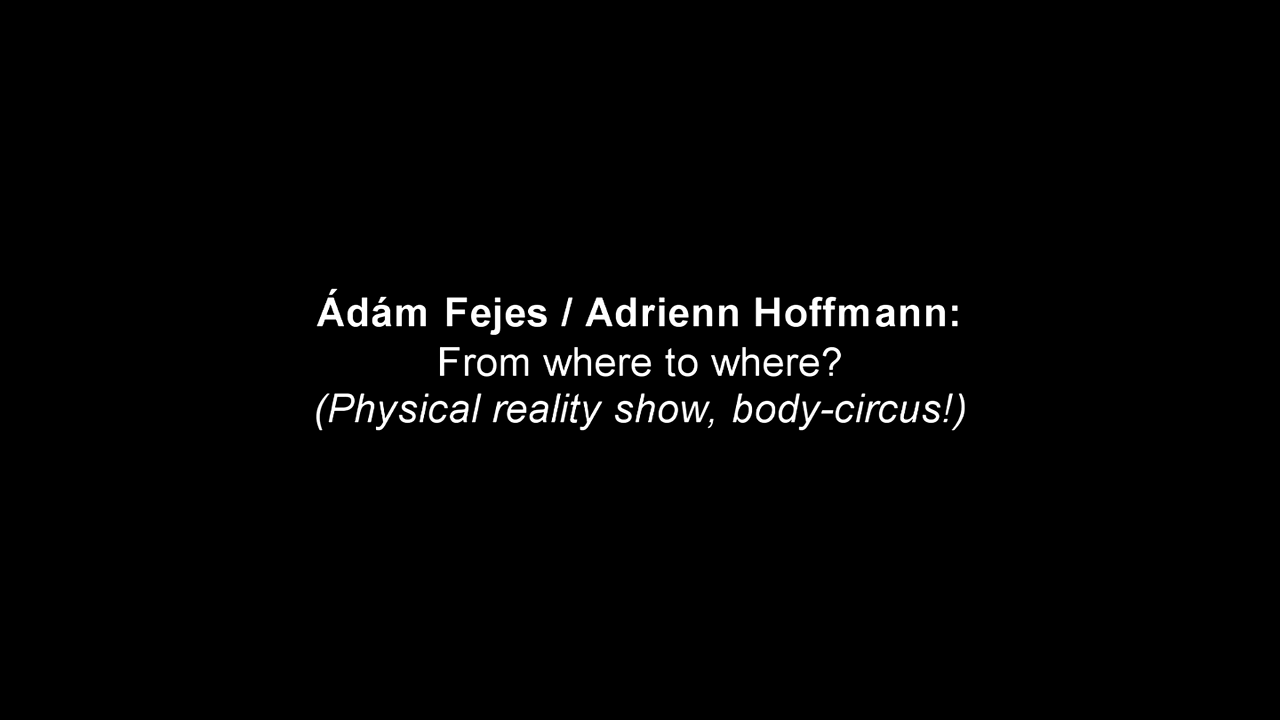 Ádám Fejes / Adrienn Hoffmann:
From where to where?
(Physical reality show, body-circus!)